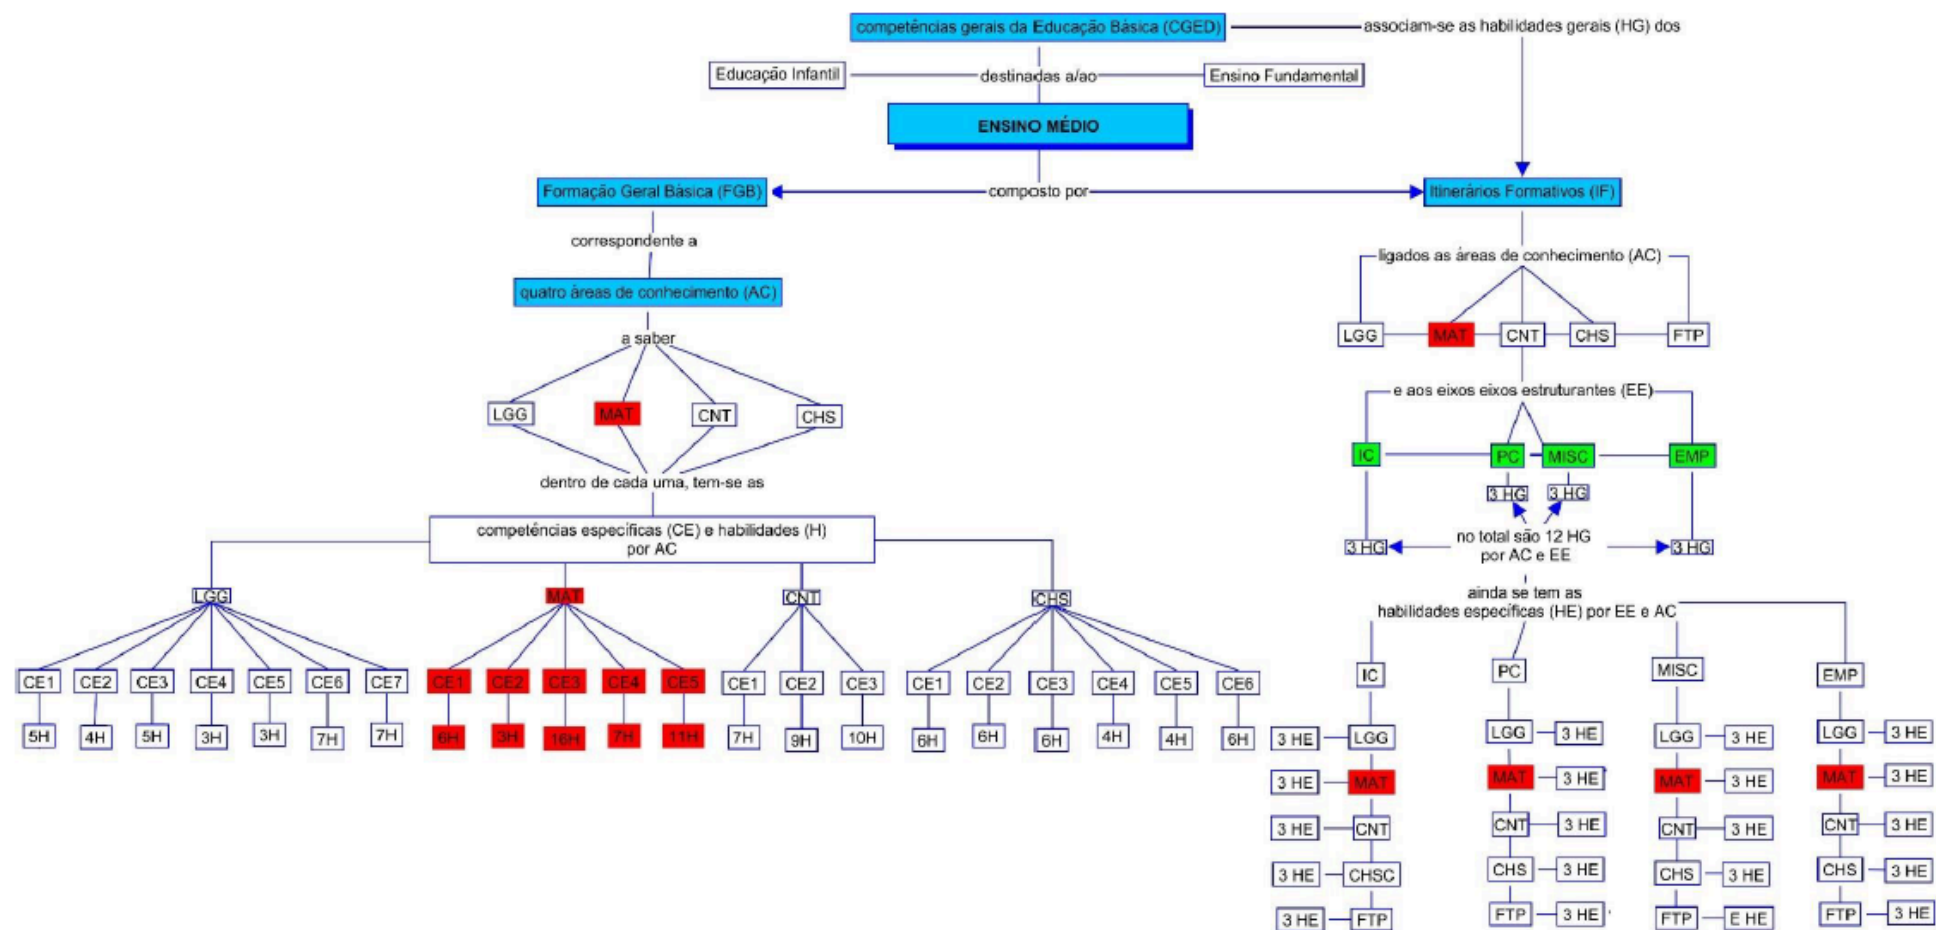 competências gerais da Educação Básica (CGED)
associam-se as habilidades gerais (HG) dos
Educação Infantil
destinadas a/ao
Ensino Fundamental
ENSINO MÉDIO
Formação Geral Básica (FGB)
composto por
Itinerários Formativos (IF)
correspondente a
ligados as áreas de conhecimento (AC)
quatro áreas de conhecimento (AC)
a saber
LGG MAT CNT CHS FTP
e aos eixos eixos estruturantes (EE)
LGG MAT CNT CHS
IC PC MISC EMP
dentro de cada uma, tem-se as
3 HG 3 HG
competências específicas (CE) e habilidades (H)
por AC
no total são 12 HG
por AC e EE
3 HG 3 HG
ainda se tem as
habilidades específicas (HE) por EE e AC
LGG MAT CNT CHS
CE1 CE2 CE3 CE4 CE5 CE6 CE7
CE1 CE2 CE3 CE4 CE5
CE1 CE2 CE3
CE1 CE2 CE3 CE4 CE5 CE6
5H 4H 5H 3H 3H 7H 7H
6H 3H 16H 7H 11H
7H 9H 10H
6H 6H 6H 4H 4H 6H
IC PC MISC EMP
3 HE LGG LGG 3 HE LGG 3 HE LGG 3 HE
3 HE MAT MAT 3 HE MAT 3 HE MAT 3 HE
3 HE CNT CNT 3 HE CNT 3 HE CNT 3 HE
3 HE CHSC CHS 3 HE CHS 3 HE CHS 3 HE
3 HE FTP FTP 3 HE FTP E HE FTP 3 HE